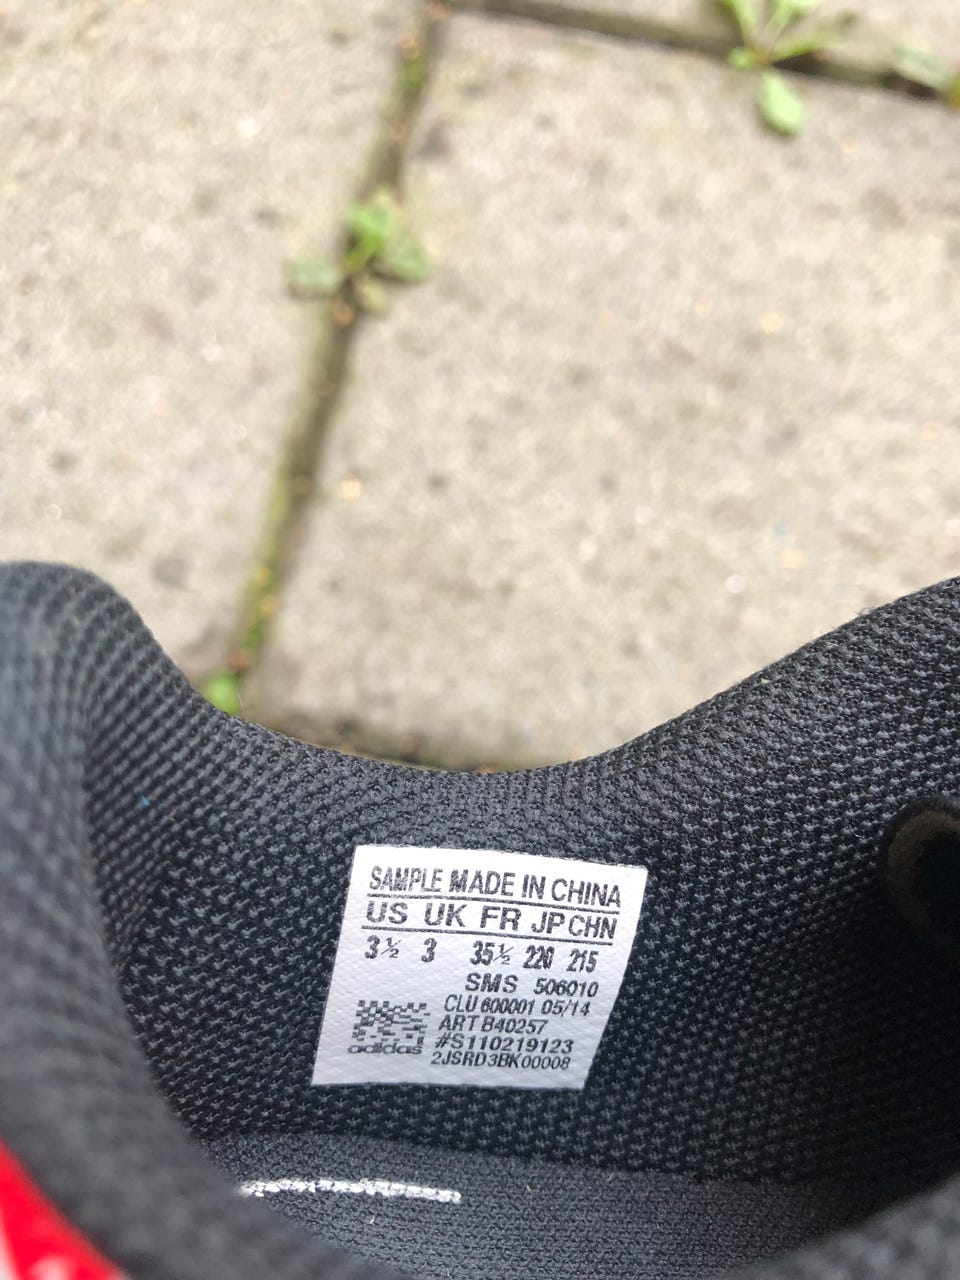 SAMPLE MADE IN CHINA
US UK FR JP CHN
3½ 3 35½ 220 215
SMS 506010
CLU 600001 05/14
ART B40257
#S110219123
2JSRD3BK00008
adidas